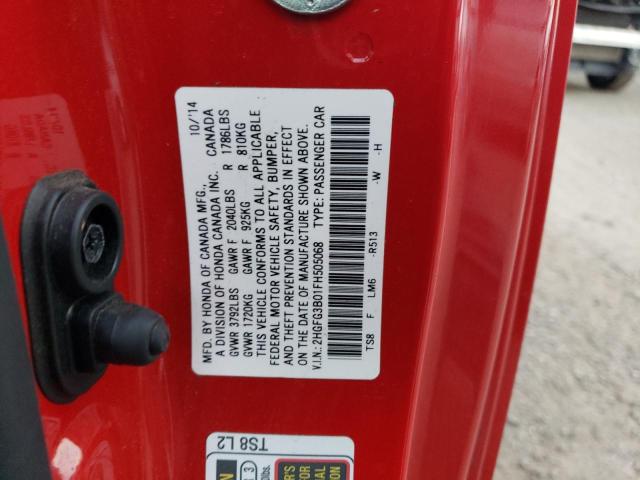 MFD. BY HONDA OF CANADA MFG., 10/'14
A DIVISION OF HONDA CANADA INC. CANADA
GVWR 3792LBS GAWR F 2040LBS R 1786LBS
GVWR 1720KG GAWR F 925KG R 810KG
THIS VEHICLE CONFORMS TO ALL APPLICABLE
FEDERAL MOTOR VEHICLE SAFETY, BUMPER,
AND THEFT PREVENTION STANDARDS IN EFFECT
ON THE DATE OF MANUFACTURE SHOWN ABOVE.
V.I.N.: 2HGFG3B01FH505068 TYPE: PASSENGER CAR
TS8 F LM6 -R513 -W -H
TS8 L2